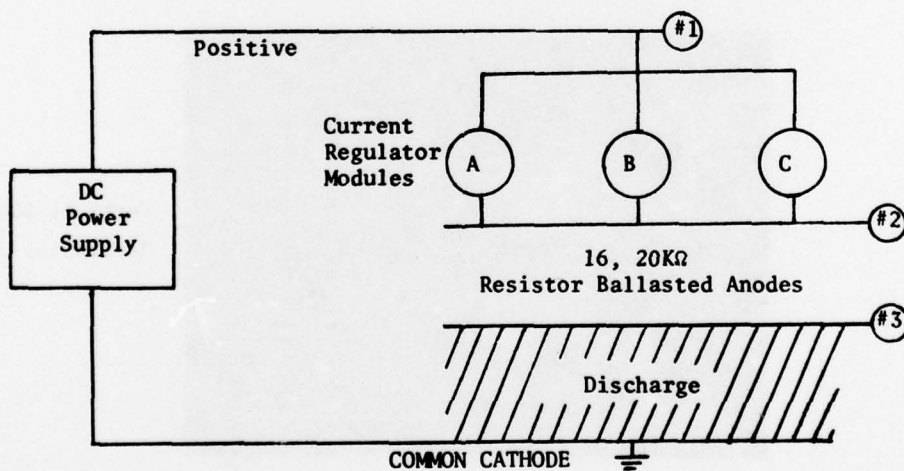 #1
Positive
Current
Regulator
Modules
A
B
C
DC
Power
Supply
#2
16, 20KΩ
Resistor Ballasted Anodes
#3
Discharge
COMMON CATHODE